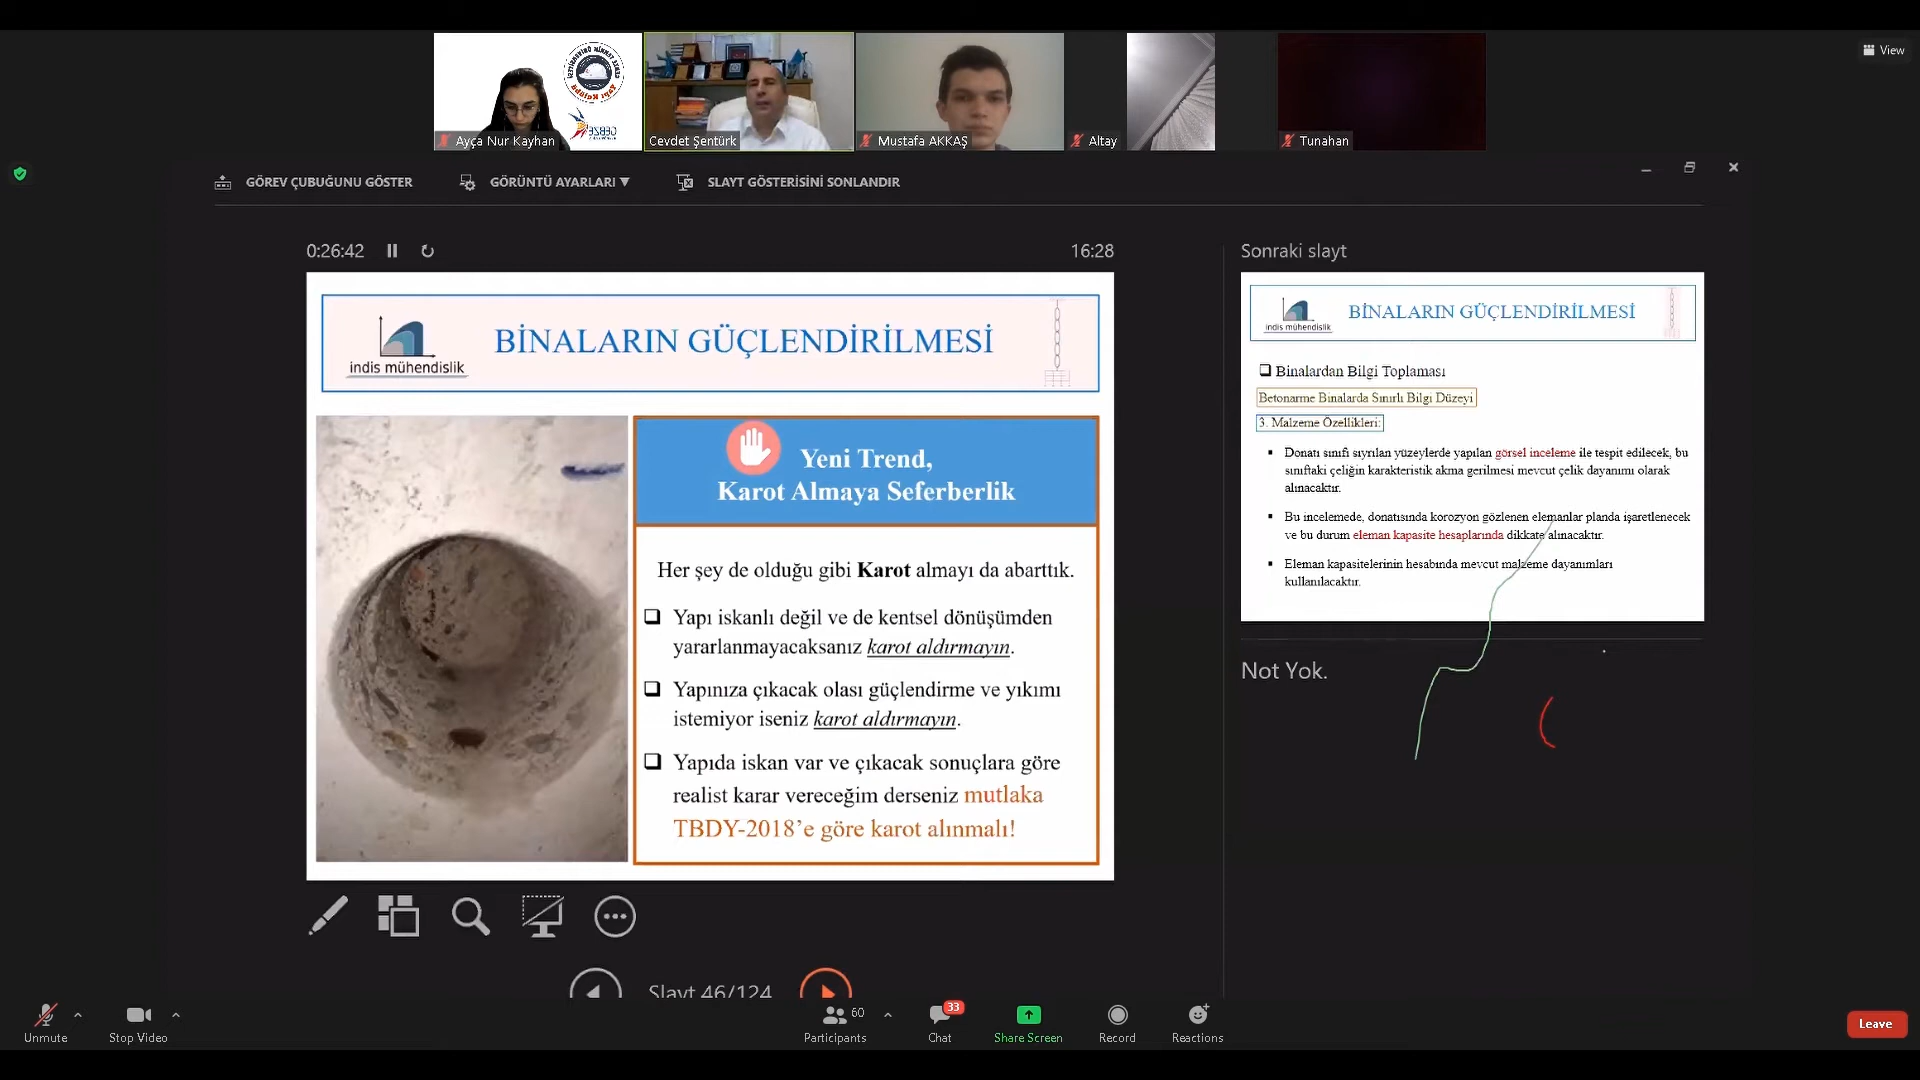 View
Ayça Nur Kayhan
Cevdet Şentürk
Mustafa AKKAŞ
Altay
Tunahan
GÖREV ÇUBUĞUNU GÖSTER
GÖRÜNTÜ AYARLARI ▼
SLAYT GÖSTERİSİNİ SONLANDIR
0:26:42
16:28
indis mühendislik
BİNALARIN GÜÇLENDİRİLMESİ
Yeni Trend,
Karot Almaya Seferberlik
Her şey de olduğu gibi Karot almayı da abarttık.
❑ Yapı iskanlı değil ve de kentsel dönüşümden
yararlanmayacaksanız karot aldırmayın.
❑ Yapınıza çıkacak olası güçlendirme ve yıkımı
istemiyor iseniz karot aldırmayın.
❑ Yapıda iskan var ve çıkacak sonuçlara göre
realist karar vereceğim derseniz mutlaka
TBDY-2018’e göre karot alınmalı!
Slayt 46/124
Sonraki slayt
indis mühendislik
BİNALARIN GÜÇLENDİRİLMESİ
❑ Binalardan Bilgi Toplaması
Betonarme Binalarda Sınırlı Bilgi Düzeyi
3. Malzeme Özellikleri:
▪ Donatı sınıfı sıyrılan yüzeylerde yapılan görsel inceleme ile tespit edilecek, bu
sınıftaki çeliğin karakteristik akma gerilmesi mevcut çelik dayanımı olarak
alınacaktır.
▪ Bu incelemede, donatısında korozyon gözlenen elemanlar planda işaretlenecek
ve bu durum eleman kapasite hesaplarında dikkate alınacaktır.
▪ Eleman kapasitelerinin hesabında mevcut malzeme dayanımları
kullanılacaktır.
Not Yok.
Unmute
Stop Video
60
Participants
33
Chat
Share Screen
Record
Reactions
Leave